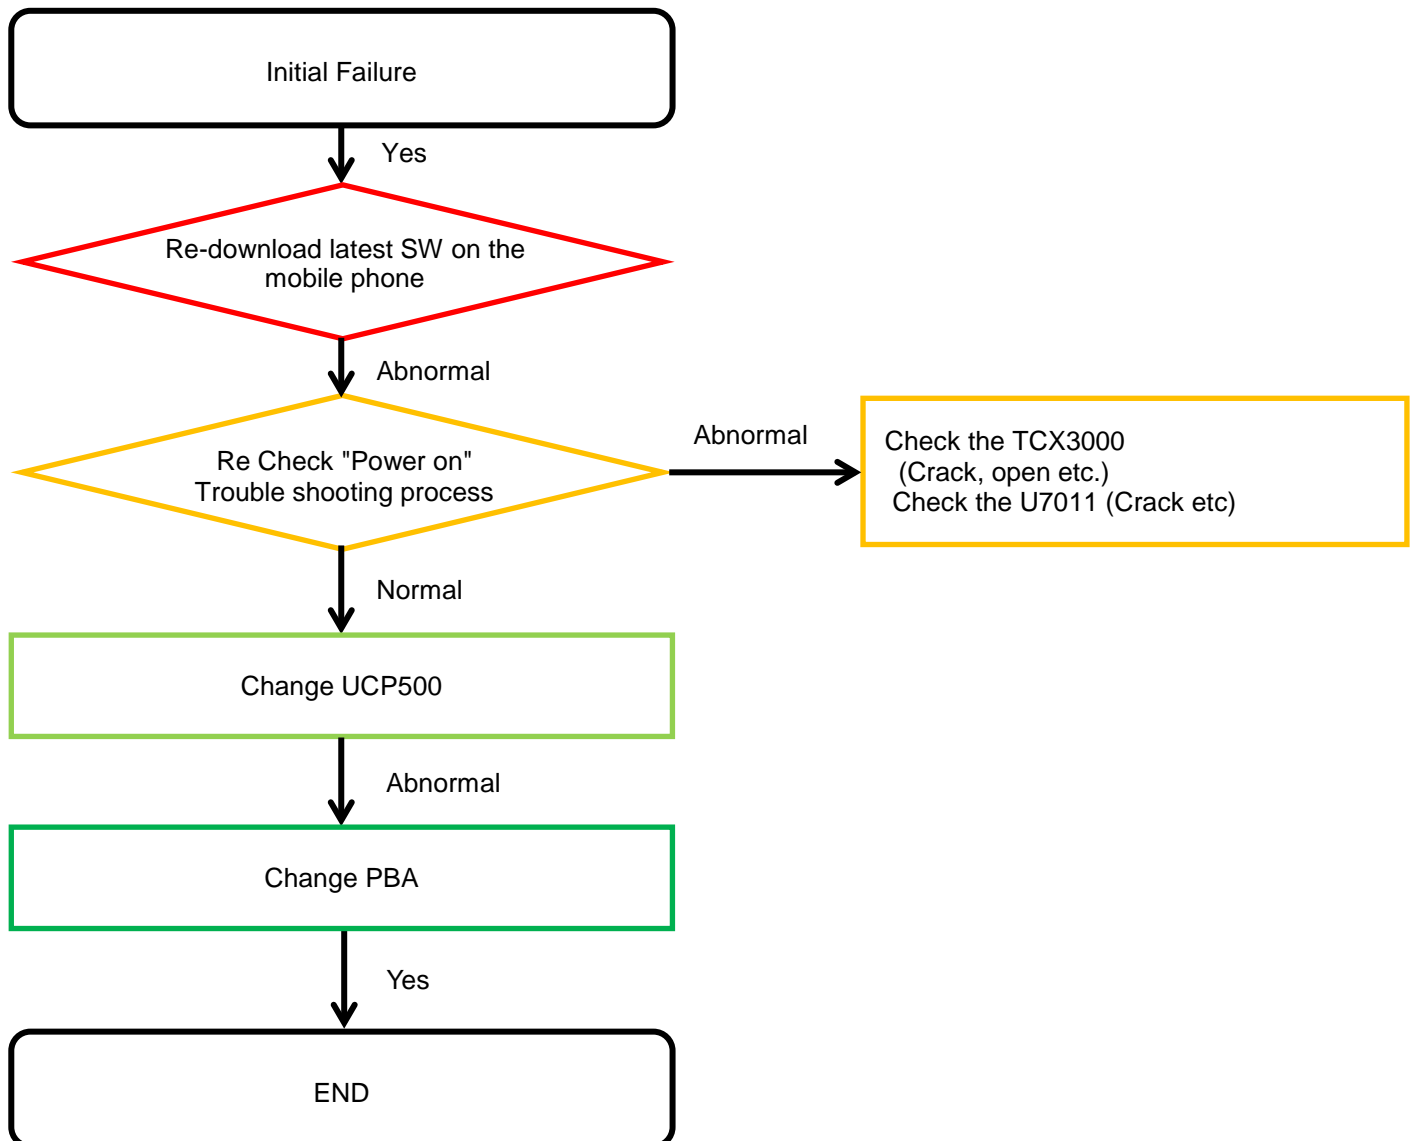 Initial Failure
Yes
Re-download latest SW on the
mobile phone
Abnormal
Re Check "Power on"
Trouble shooting process
Abnormal
Check the TCX3000
(Crack, open etc.)
Check the U7011 (Crack etc)
Normal
Change UCP500
Abnormal
Change PBA
Yes
END